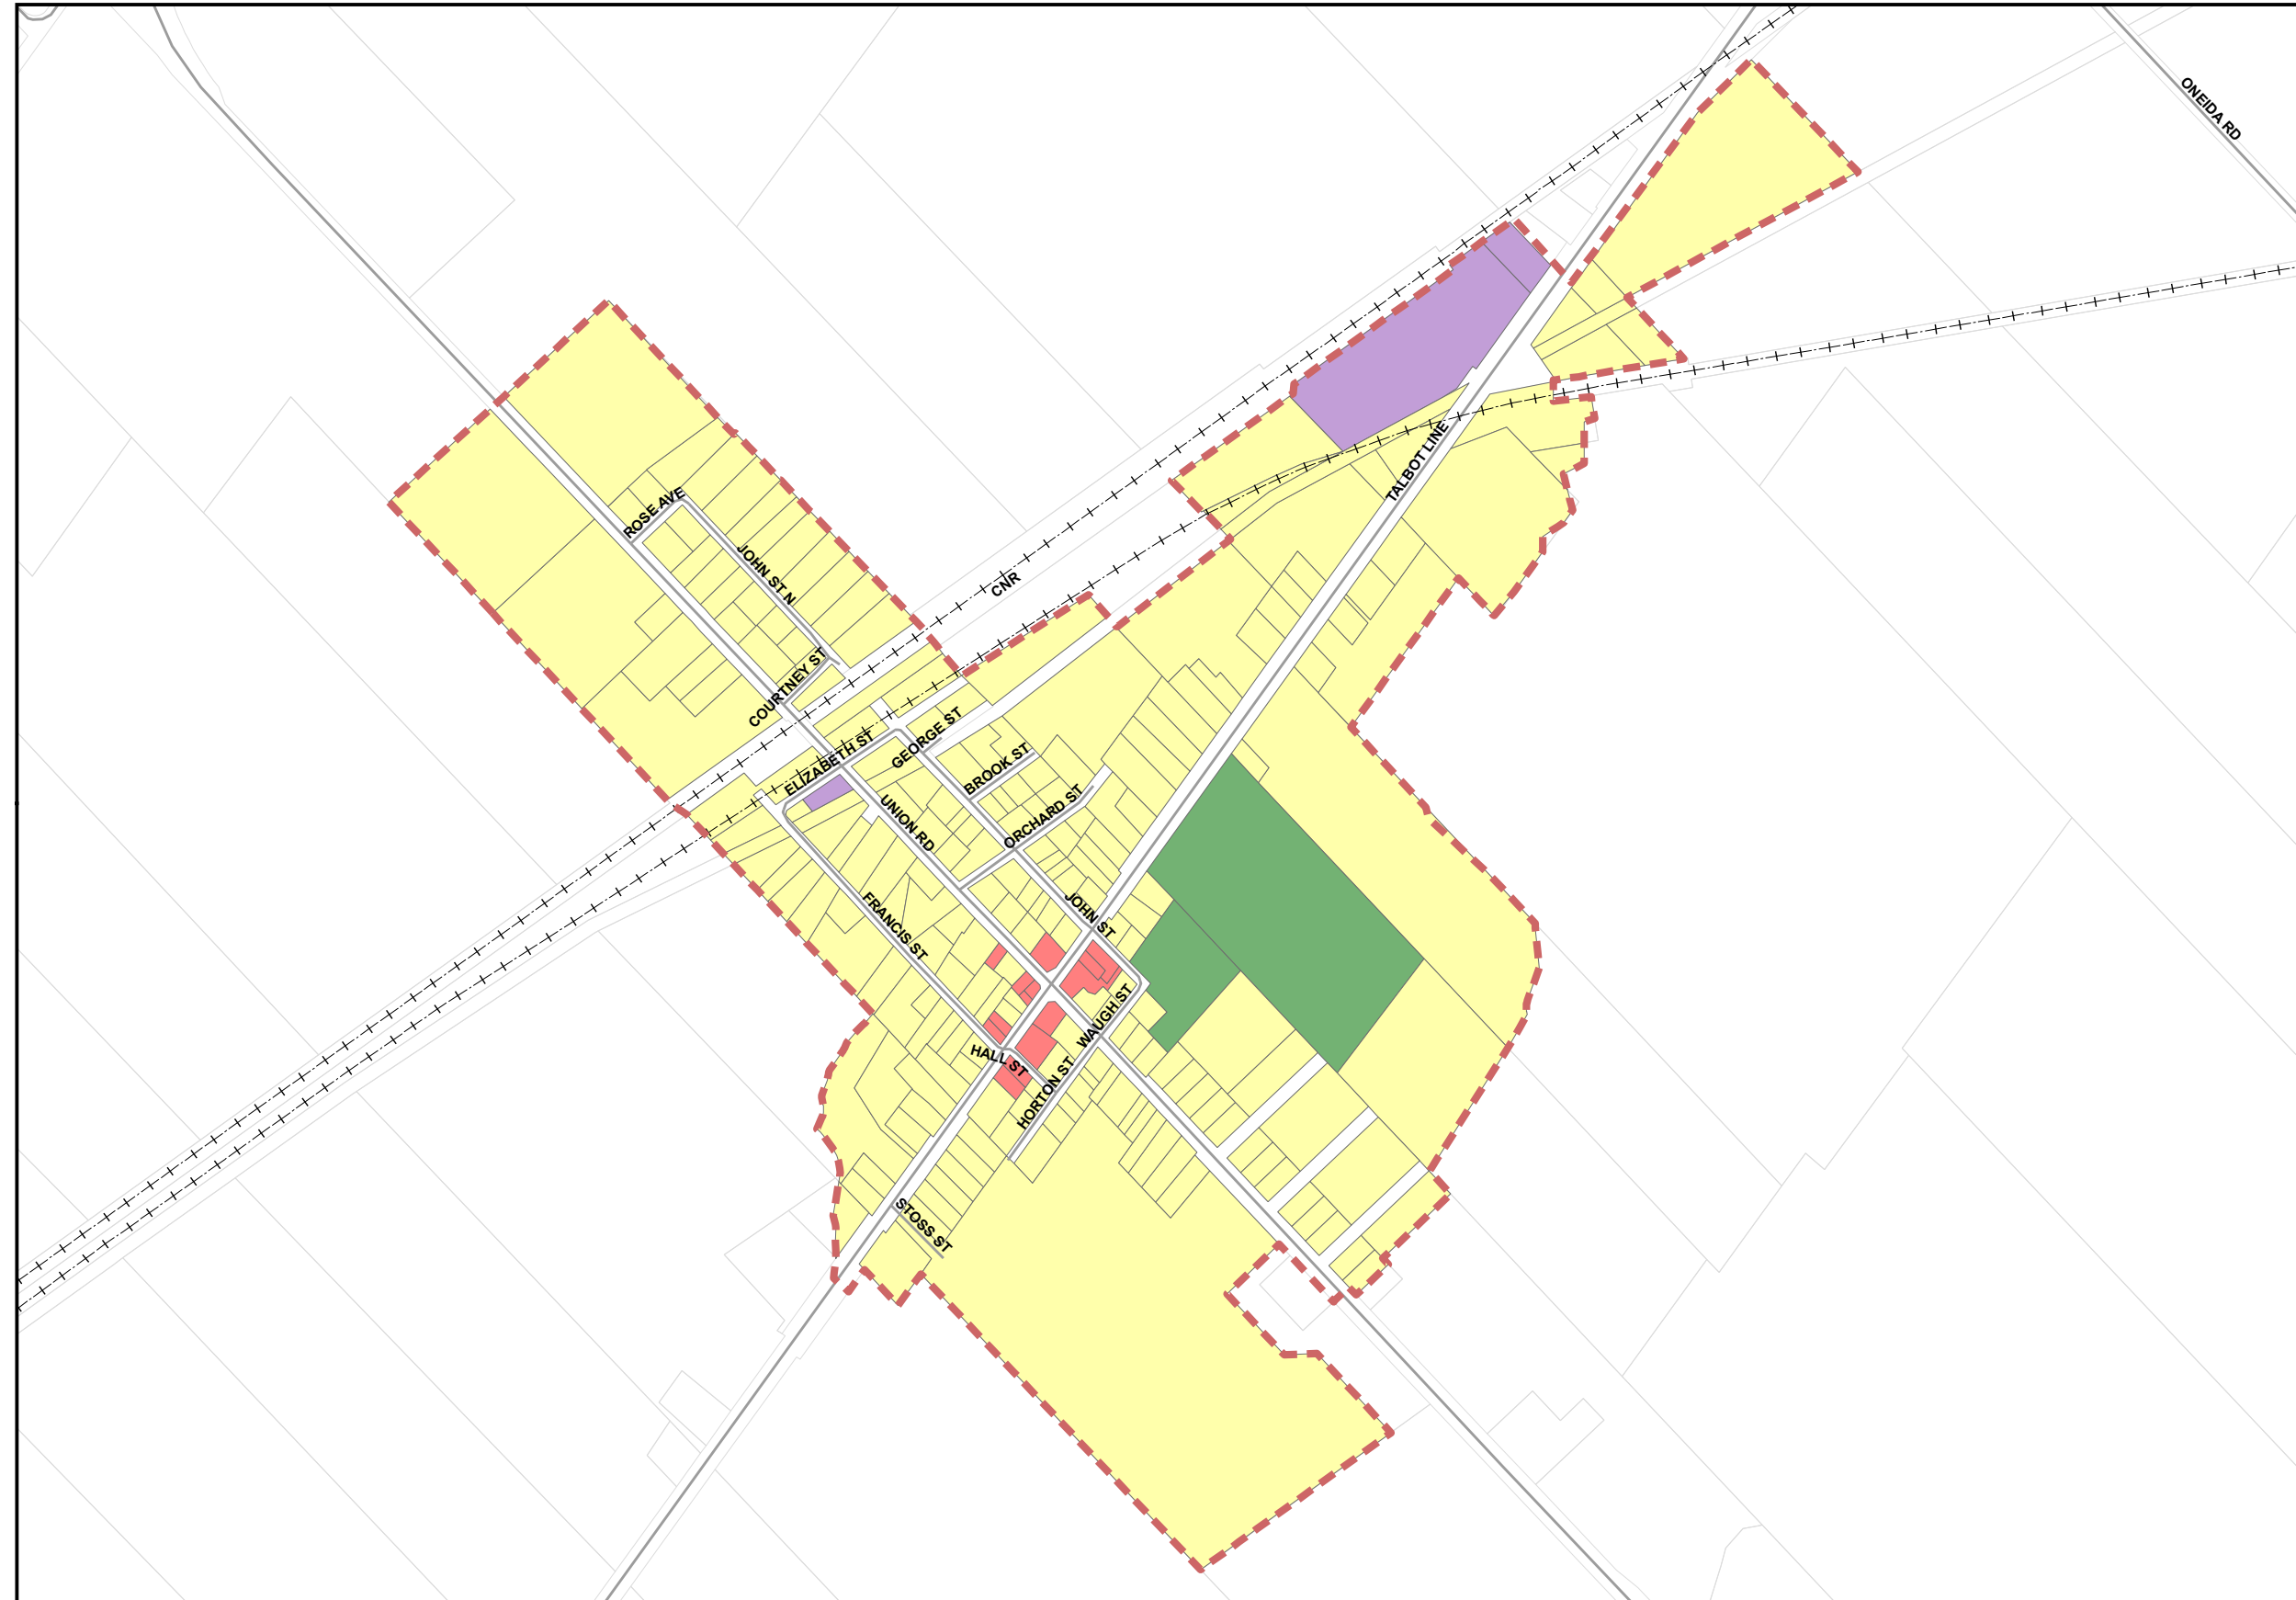 ONEIDA RD
TALBOT LINE
ROSE AVE
JOHN ST N
CNR
COURTNEY ST
GEORGE ST
ELIZABETH ST
BROOK ST
UNION RD
ORCHARD ST
JOHN ST
FRANCIS ST
WAUGH ST
HALL ST
HORTON ST
STOSS ST